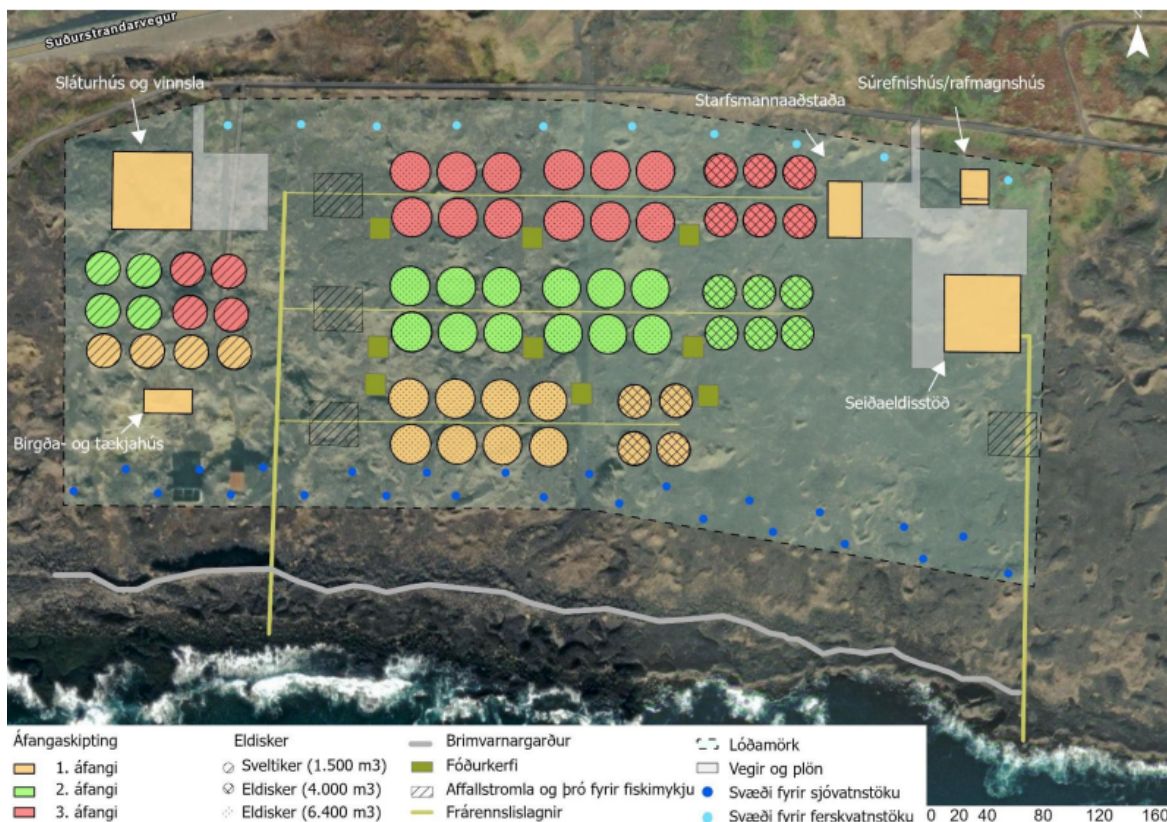 Suðurstrandarvegur
Sláturhús og vinnsla
Súrefnishús/rafmagnshús
Starfsmannaaðstaða
Seiðaeldisstöð
Birgða- og tækjahús
Áfangaskipting
1. áfangi
2. áfangi
3. áfangi
Eldisker
Sveltiker (1.500 m3)
Eldisker (4.000 m3)
Eldisker (6.400 m3)
Brimvarnargarður
Fóðurkerfi
Affallstromla og þró fyrir fiskimykju
Frárennslislagnir
Lóðamörk
Vegir og plön
Svæði fyrir sjóvatnstöku
Svæði fyrir ferskvatnstöku
0 20 40 80 120 160